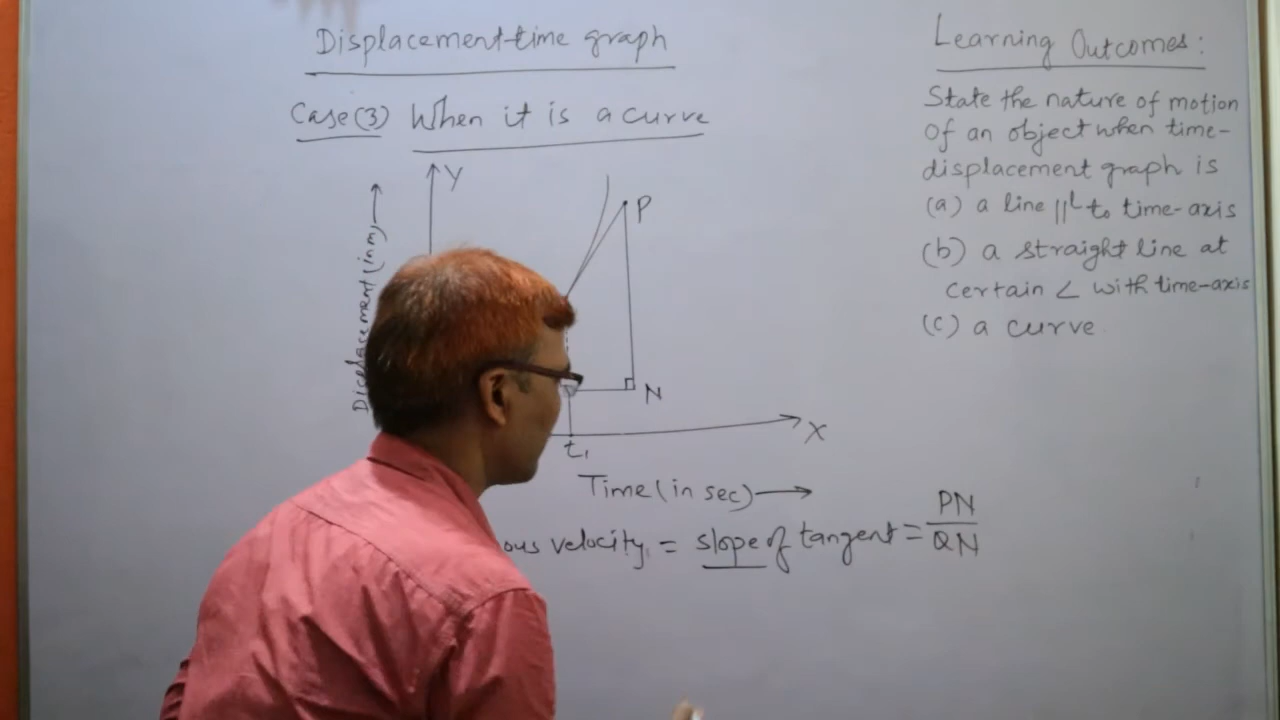 Displacement-time graph
Case(3) When it is a curve
Y
P
Displacement (in m)
N
X
t₁
Time (in sec)
ous velocity = slope of tangent = PN/QN
Learning Outcomes:
State the nature of motion
of an object when time-
displacement graph is
(a) a line ||ᴸ to time-axis
(b) a straight line at
certain ∠ with time-axis
(c) a curve